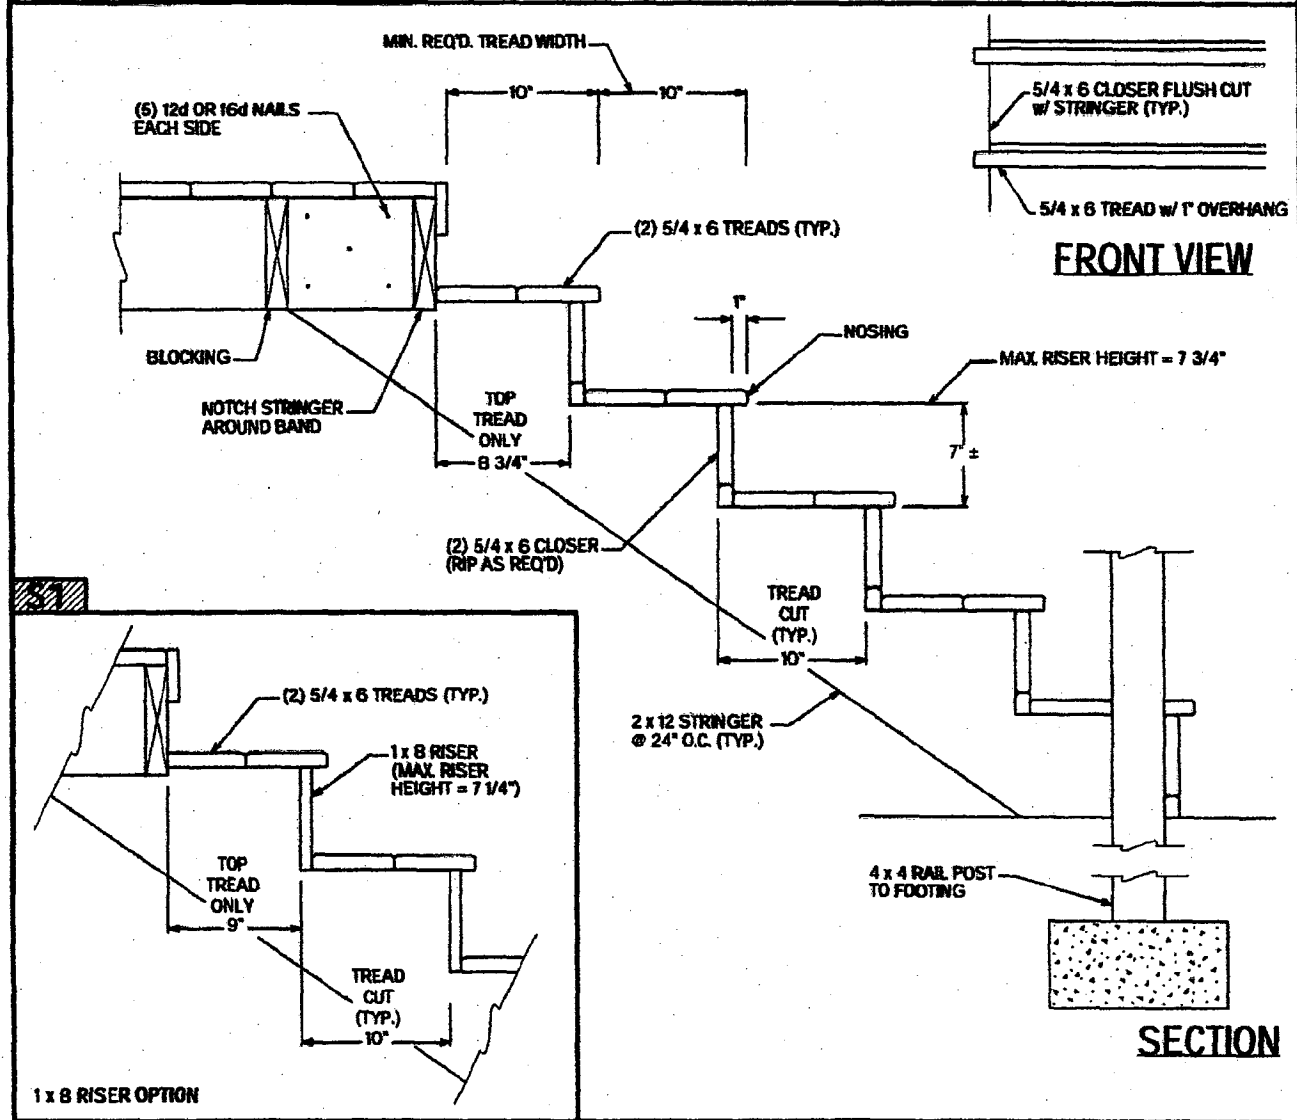 MIN. REQ'D. TREAD WIDTH
10"
10"
(5) 12d OR 16d NAILS
EACH SIDE
5/4 x 6 CLOSER FLUSH CUT
w/ STRINGER (TYP.)
5/4 x 6 TREAD w/ 1" OVERHANG
FRONT VIEW
(2) 5/4 x 6 TREADS (TYP.)
1"
NOSING
MAX. RISER HEIGHT = 7 3/4"
BLOCKING
NOTCH STRINGER
AROUND BAND
TOP
TREAD
ONLY
8 3/4"
7" ±
(2) 5/4 x 6 CLOSER
(RIP AS REQ'D)
TREAD
CUT
(TYP.)
10"
2 x 12 STRINGER
@ 24" O.C. (TYP.)
4 x 4 RAIL POST
TO FOOTING
SECTION
S1
(2) 5/4 x 6 TREADS (TYP.)
1 x 8 RISER
(MAX. RISER
HEIGHT = 7 1/4")
TOP
TREAD
ONLY
9"
TREAD
CUT
(TYP.)
10"
1 x 8 RISER OPTION